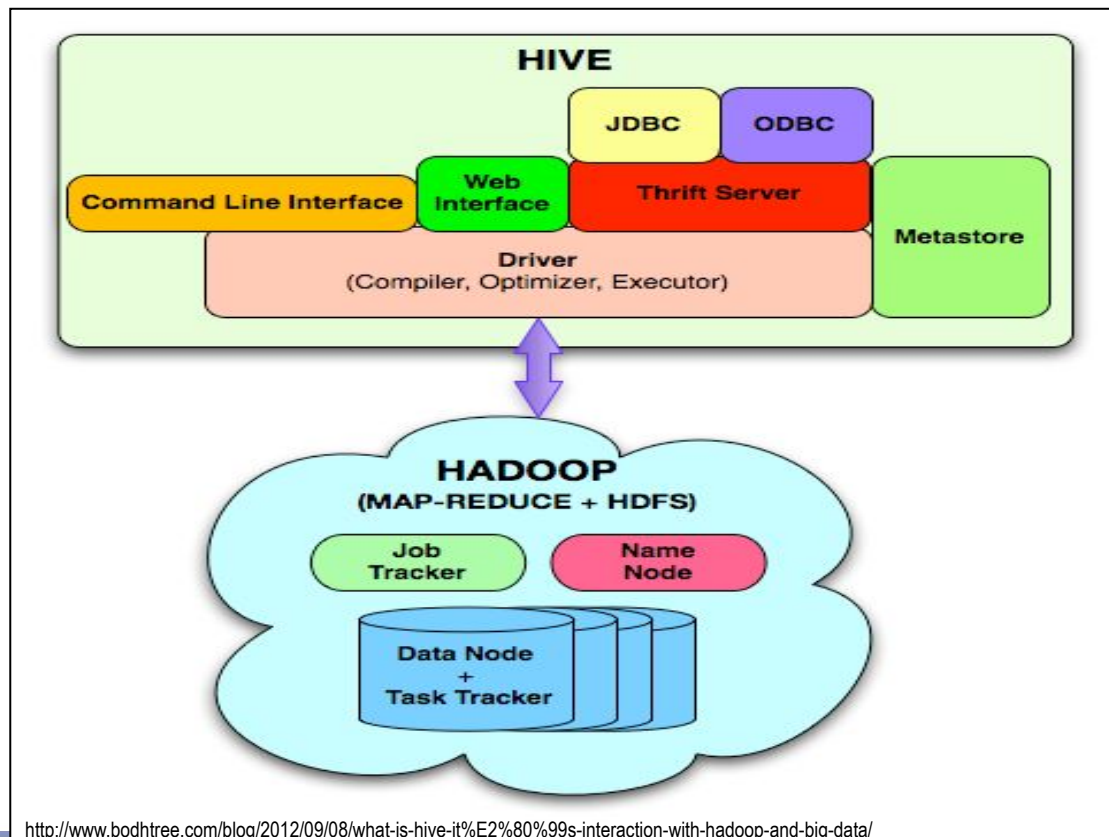 HIVE
JDBC
ODBC
Command Line Interface
Web
Interface
Thrift Server
Metastore
Driver
(Compiler, Optimizer, Executor)
HADOOP
(MAP-REDUCE + HDFS)
Job
Tracker
Name
Node
Data Node
+
Task Tracker
http://www.bodhtree.com/blog/2012/09/08/what-is-hive-it%E2%80%99s-interaction-with-hadoop-and-big-data/